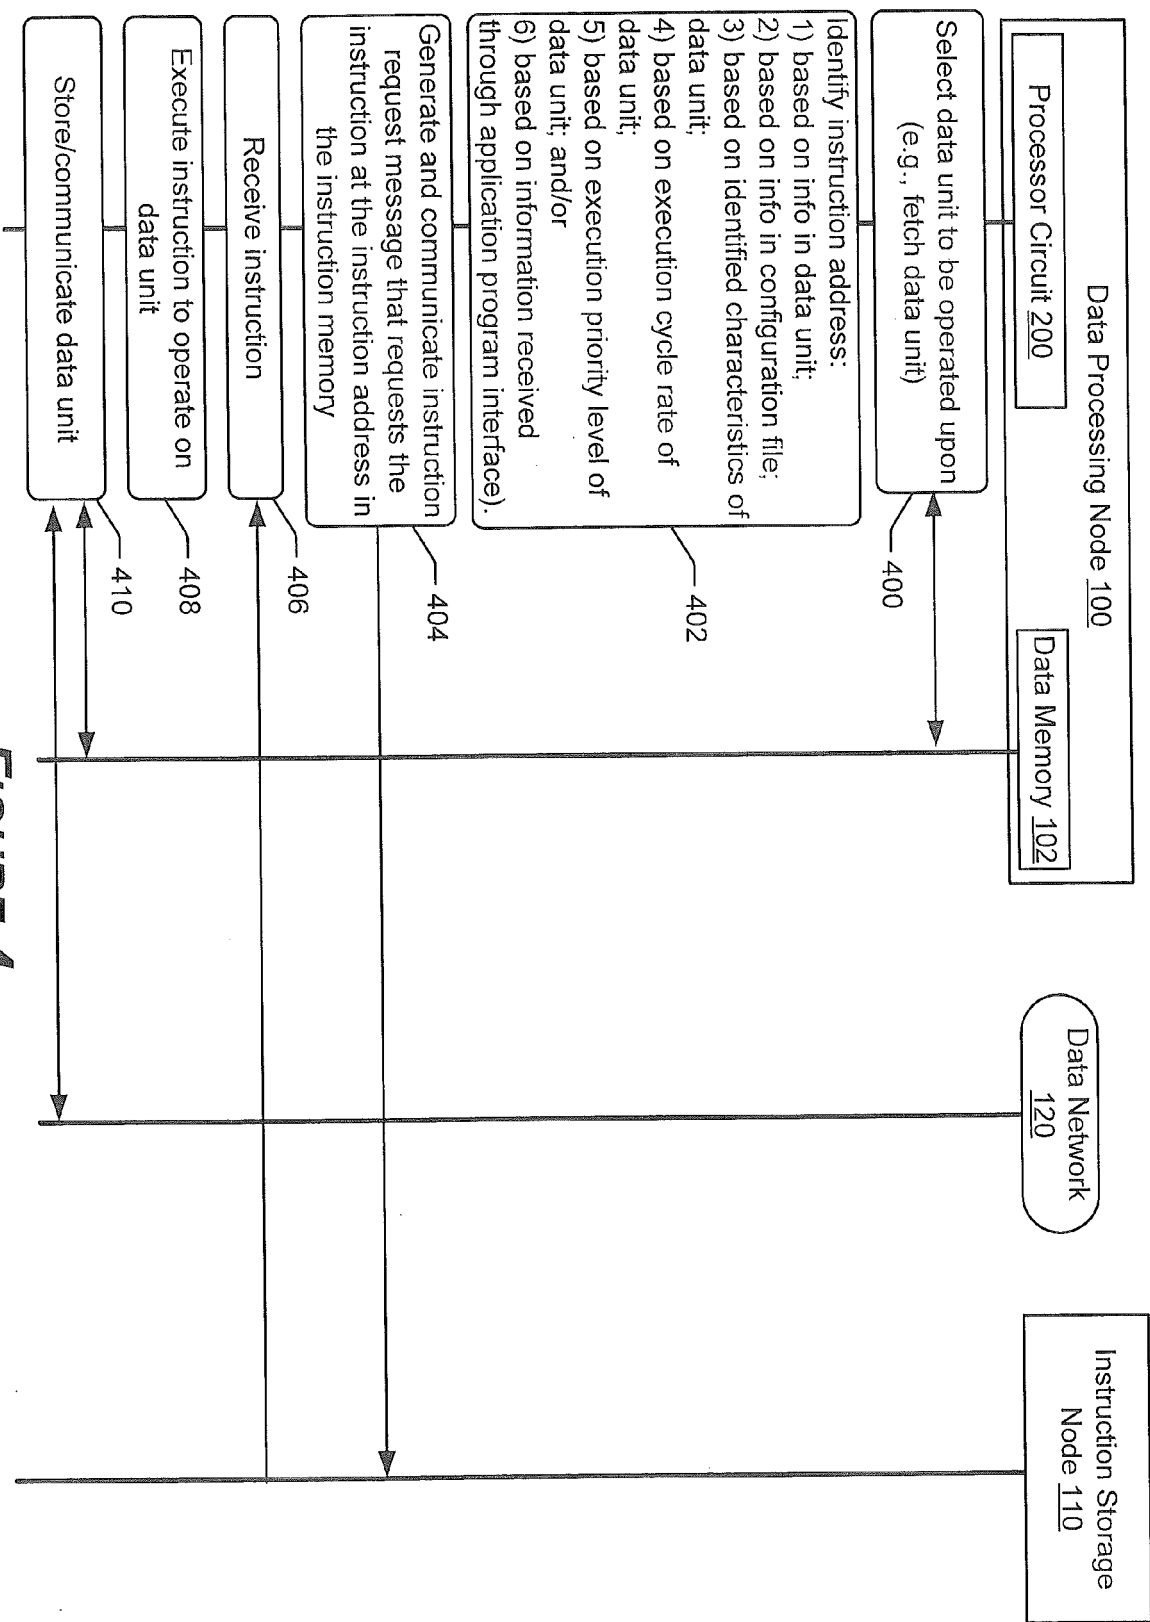 Data Processing Node 100
Processor Circuit 200
Data Memory 102
Data Network
120
Instruction Storage
Node 110
Select data unit to be operated upon
(e.g., fetch data unit)
400
Identify instruction address:
1) based on info in data unit;
2) based on info in configuration file;
3) based on identified characteristics of
data unit;
4) based on execution cycle rate of
data unit;
5) based on execution priority level of
data unit; and/or
6) based on information received
through application program interface).
402
Generate and communicate instruction
request message that requests the
instruction at the instruction address in
the instruction memory
404
Receive instruction
406
Execute instruction to operate on
data unit
408
Store/communicate data unit
410
FIGURE 4